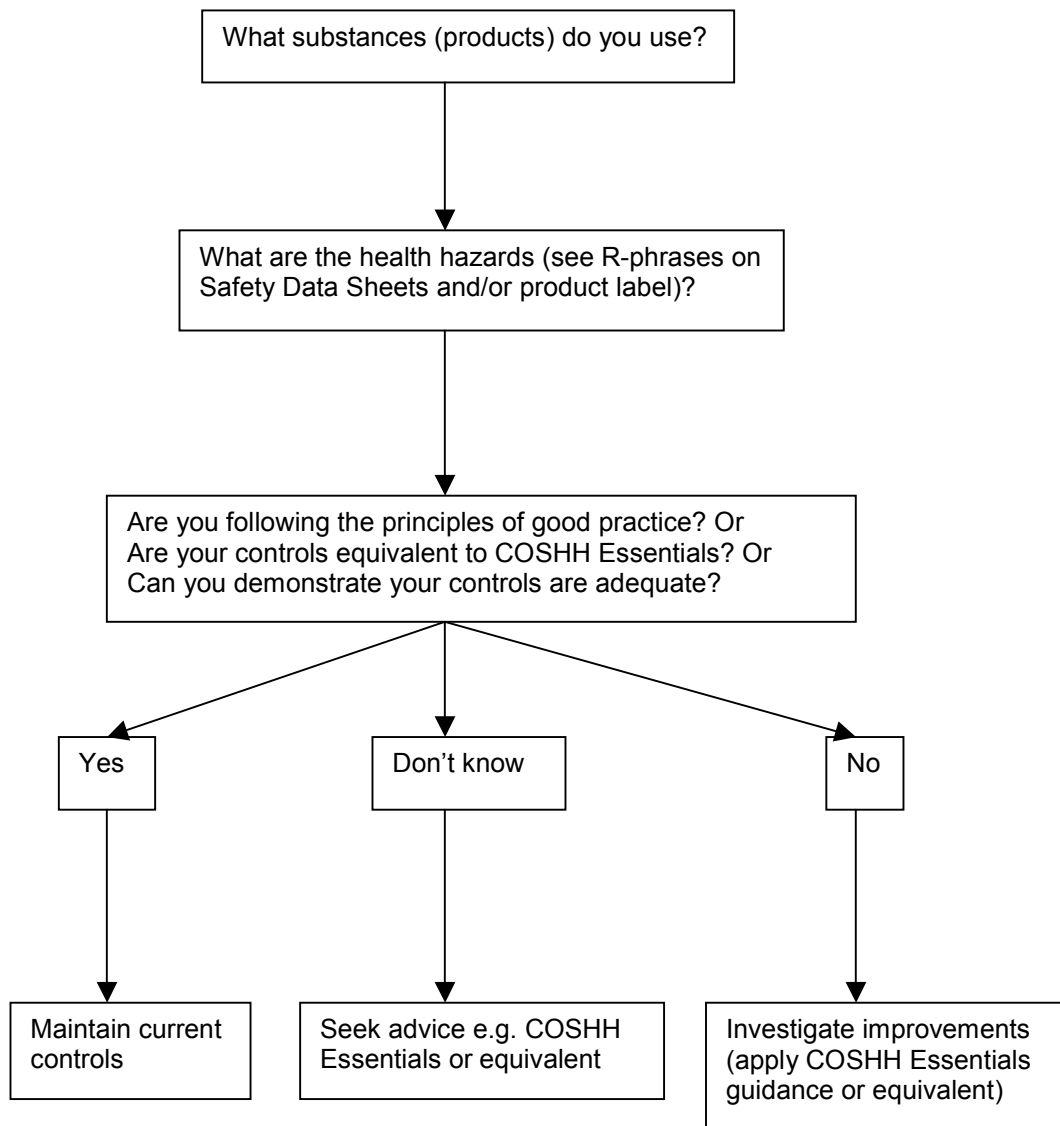 What substances (products) do you use?
What are the health hazards (see R-phrases on
Safety Data Sheets and/or product label)?
Are you following the principles of good practice? Or
Are your controls equivalent to COSHH Essentials? Or
Can you demonstrate your controls are adequate?
Yes
Don’t know
No
Maintain current
controls
Seek advice e.g. COSHH
Essentials or equivalent
Investigate improvements
(apply COSHH Essentials
guidance or equivalent)